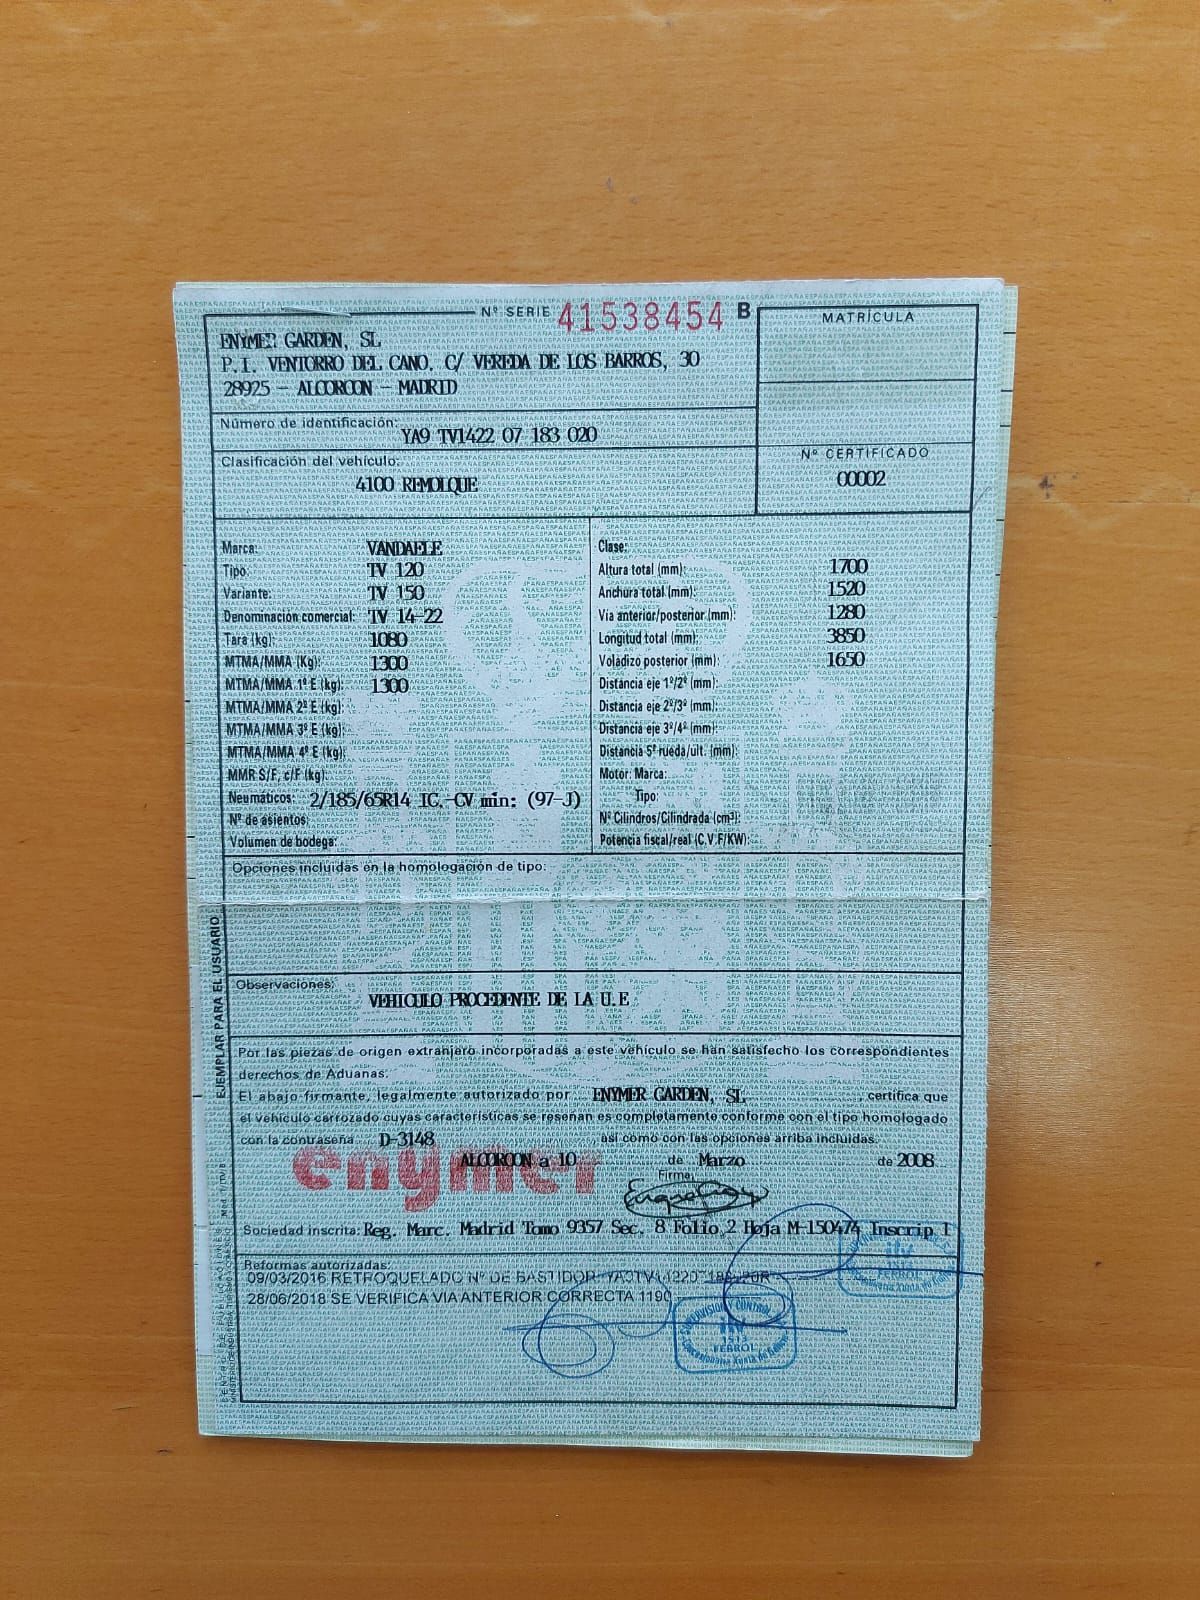 Nº SERIE 41538454 B
MATRÍCULA
ENYMER GARDEN, SL
P.I. VENTORRO DEL CANO. C/ VEREDA DE LOS BARROS, 30
28925 - ALCORCON - MADRID
Número de identificación: YA9 TV1422 07 183 020
Nº CERTIFICADO
00002
Clasificación del vehículo:
4100 REMOLQUE
Marca: VANDAELE
Tipo: TV 120
Variante: TV 150
Denominación comercial: TV 14-22
Tara (kg): 1080
MTMA/MMA (Kg): 1300
MTMA/MMA 1º E (kg): 1300
MTMA/MMA 2º E (kg):
MTMA/MMA 3º E (kg):
MTMA/MMA 4º E (kg):
MMR S/F, c/F (kg):
Neumáticos: 2/185/65R14 IC.-CV min: (97-J)
Nº de asientos:
Volumen de bodega:
Clase:
Altura total (mm): 1700
Anchura total (mm): 1520
Vía anterior/posterior (mm): 1280
Longitud total (mm): 3850
Voladizo posterior (mm): 1650
Distancia eje 1º/2º (mm):
Distancia eje 2º/3º (mm):
Distancia eje 3º/4º (mm):
Distancia 5ª rueda/últ. (mm):
Motor: Marca:
Tipo:
Nº Cilindros/Cilindrada (cm³):
Potencia fiscal/real (C.V.F/KW):
Opciones incluidas en la homologación de tipo:
Observaciones:
VEHICULO PROCEDENTE DE LA U.E
Por las piezas de origen extranjero incorporadas a este vehículo se han satisfecho los correspondientes
derechos de Aduanas.
El abajo firmante, legalmente autorizado por ENYMER GARDEN, SL, certifica que
el vehículo carrozado cuyas características se reseñan es completamente conforme con el tipo homologado
con la contraseña D-3148 así como con las opciones arriba incluidas.
enymer
ALCORCON a 10 de Marzo de 2008
Firma,
Sociedad inscrita: Reg. Marc. Madrid Tomo 9357 Sec. 8 Folio 2 Hoja M-150474 Inscrip 1
Reformas autorizadas:
09/03/2016 RETROQUELADO Nº DE BASTIDOR
28/06/2018 SE VERIFICA VIA ANTERIOR CORRECTA 1190
SUPERVISION Y CONTROL
itv
1513
FERROL
itv
FERROL
EJEMPLAR PARA EL USUARIO